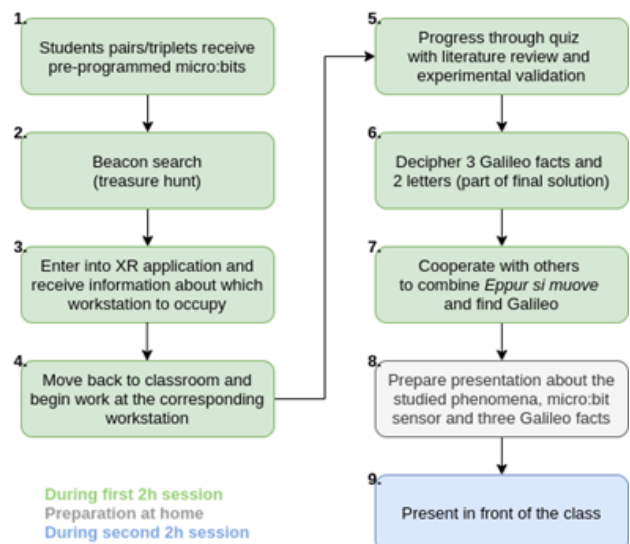 1.
Students pairs/triplets receive
pre-programmed micro:bits
2.
Beacon search
(treasure hunt)
3.
Enter into XR application and
receive information about which
workstation to occupy
4.
Move back to classroom and
begin work at the corresponding
workstation
5.
Progress through quiz
with literature review and
experimental validation
6.
Decipher 3 Galileo facts and
2 letters (part of final solution)
7.
Cooperate with others
to combine Eppur si muove
and find Galileo
8.
Prepare presentation about the
studied phenomena, micro:bit
sensor and three Galileo facts
9.
Present in front of the class
During first 2h session
Preparation at home
During second 2h session